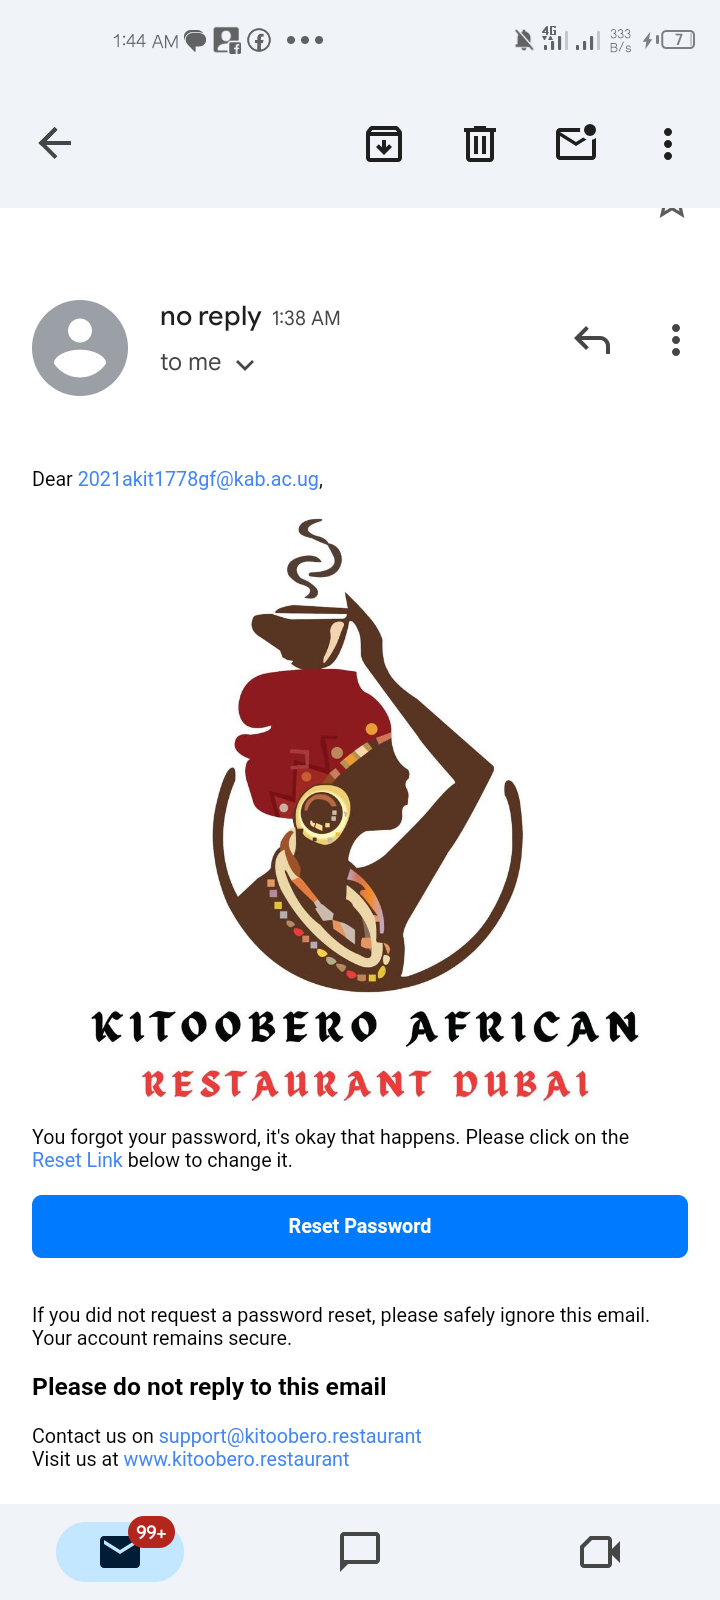 1:44 AM
4G
333
B/s
7
no reply 1:38 AM
to me
Dear 2021akit1778gf@kab.ac.ug,
KITOOBERO AFRICAN
RESTAURANT DUBAI
You forgot your password, it's okay that happens. Please click on the
Reset Link below to change it.
Reset Password
If you did not request a password reset, please safely ignore this email.
Your account remains secure.
Please do not reply to this email
Contact us on support@kitoobero.restaurant
Visit us at www.kitoobero.restaurant
99+